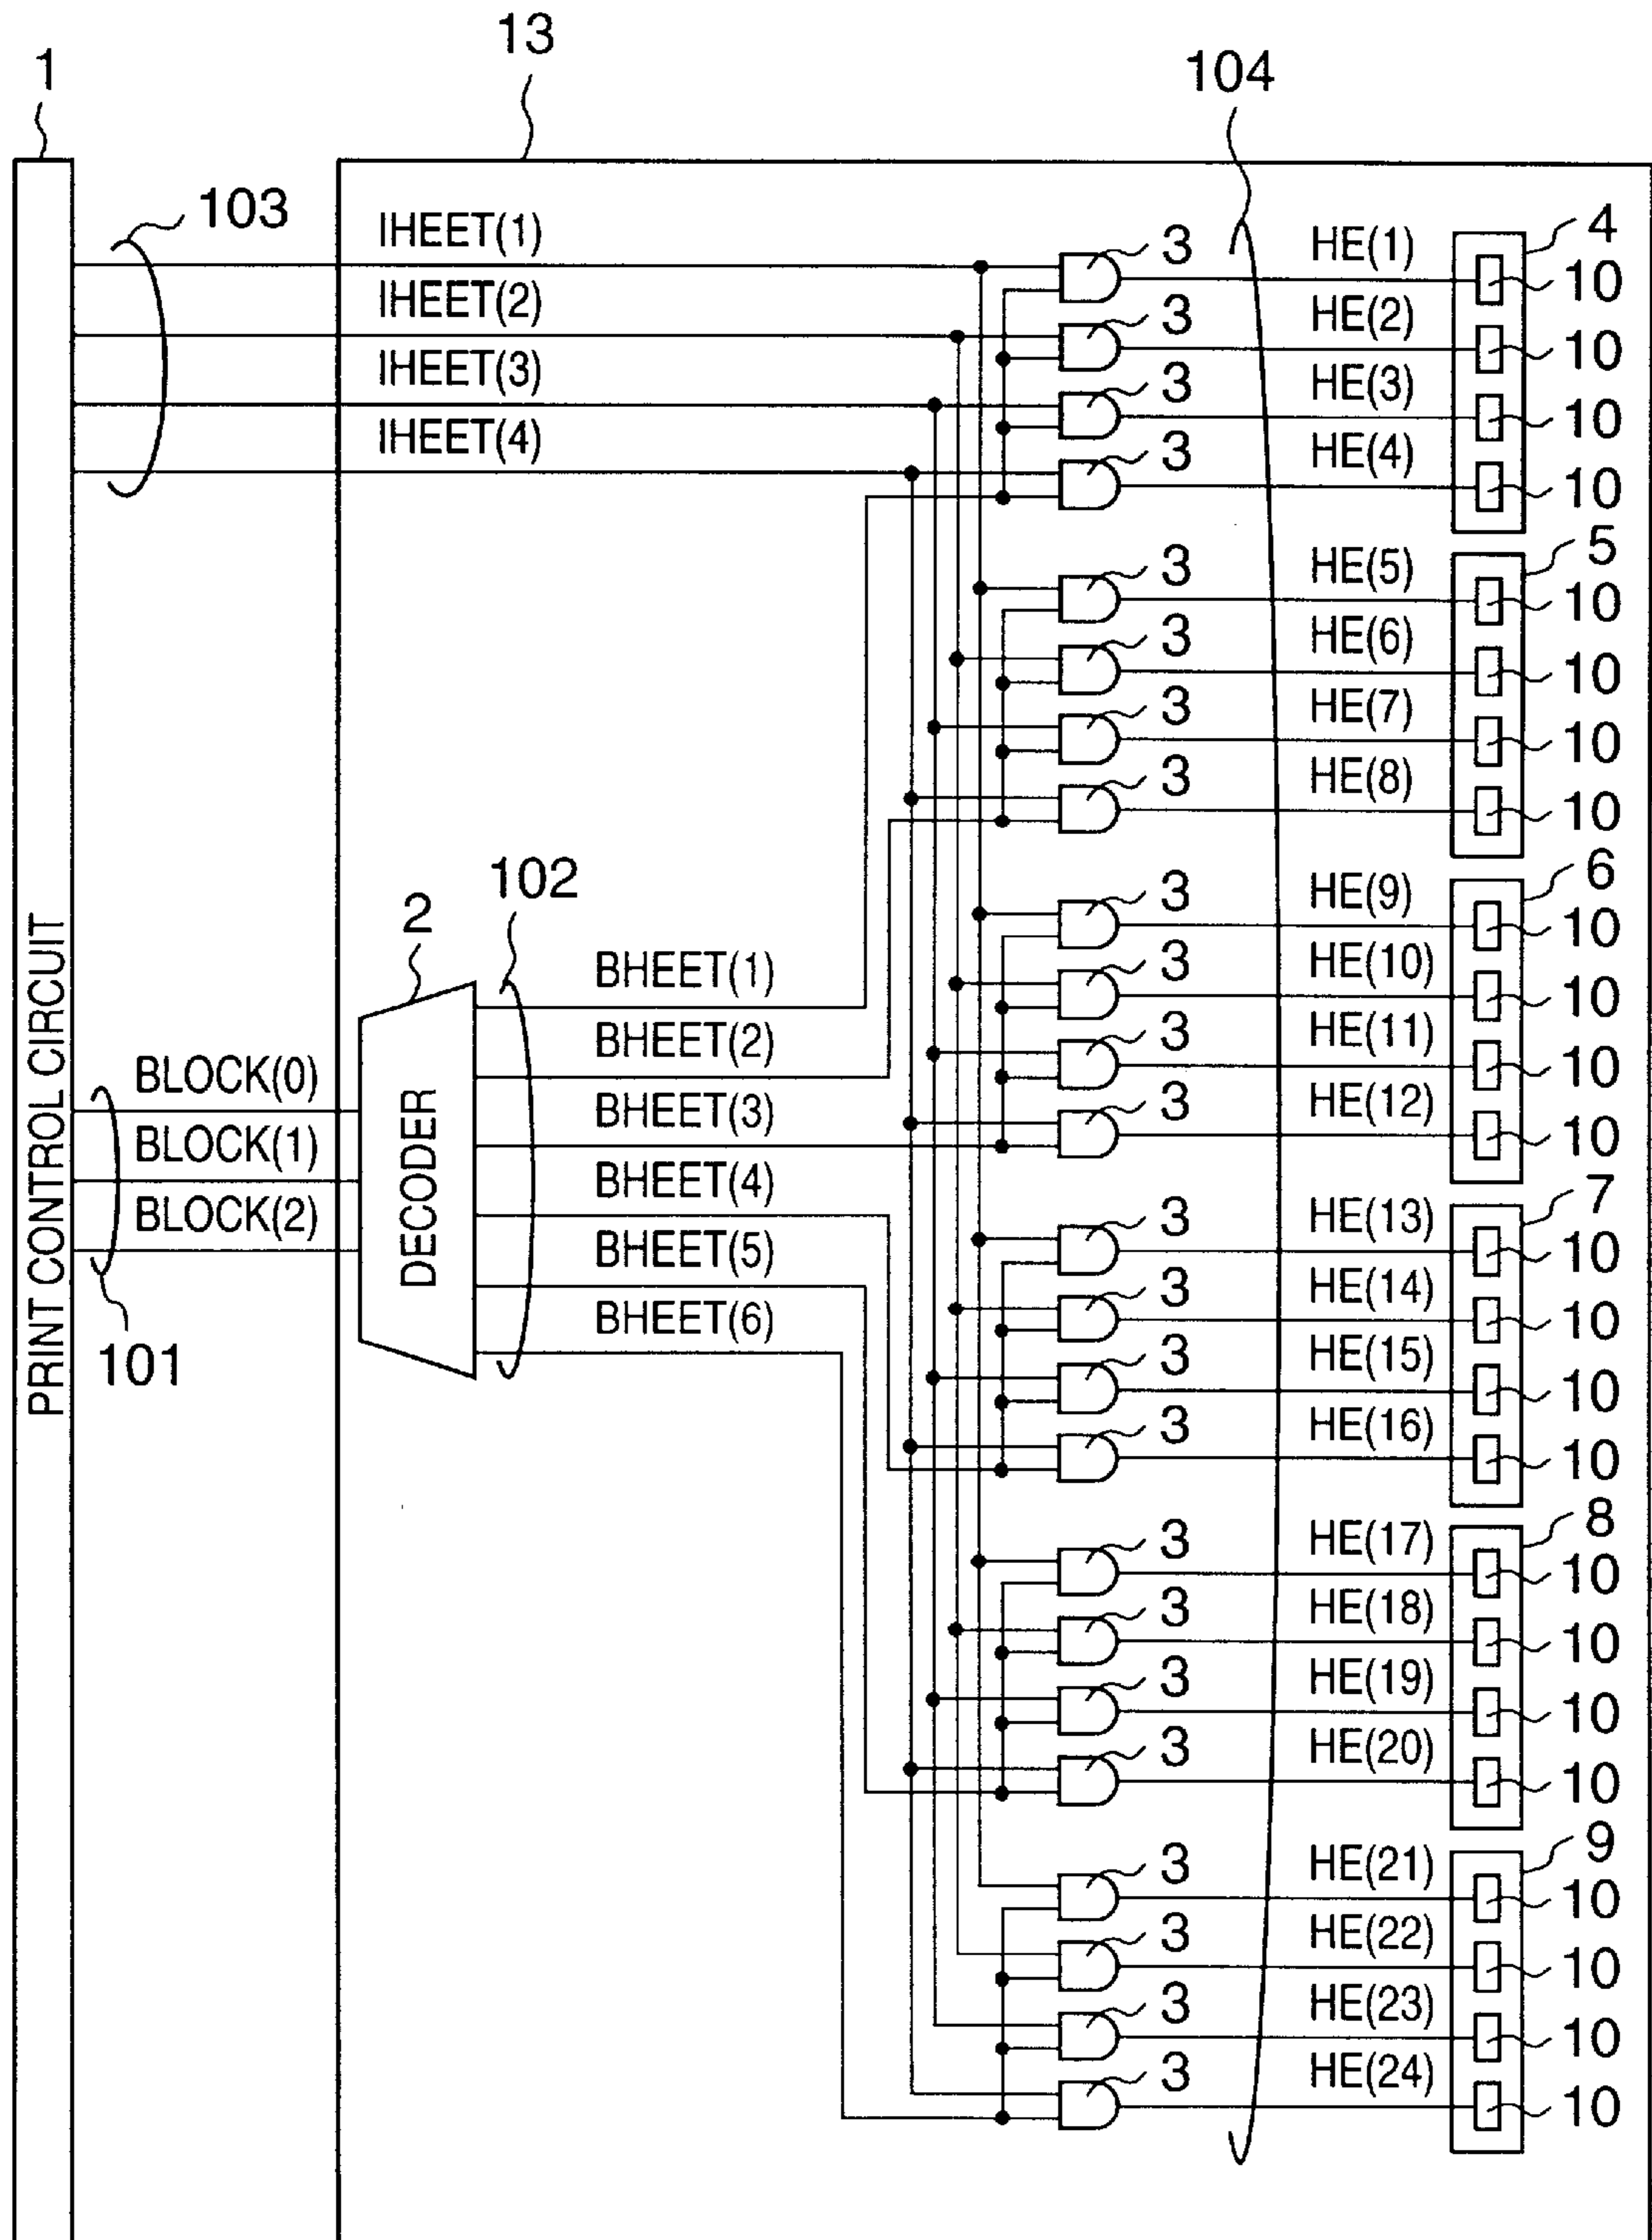 13
1
104
103
IHEET(1)
3
HE(1)
4
10
IHEET(2)
3
HE(2)
10
IHEET(3)
3
HE(3)
10
IHEET(4)
3
HE(4)
10
5
3
HE(5)
10
3
HE(6)
10
3
HE(7)
10
3
HE(8)
10
6
3
HE(9)
10
3
HE(10)
10
3
HE(11)
10
3
HE(12)
10
102
2
BHEET(1)
BHEET(2)
BHEET(3)
BHEET(4)
BHEET(5)
BHEET(6)
DECODER
PRINT CONTROL CIRCUIT
BLOCK(0)
BLOCK(1)
BLOCK(2)
101
7
3
HE(13)
10
3
HE(14)
10
3
HE(15)
10
3
HE(16)
10
8
3
HE(17)
10
3
HE(18)
10
3
HE(19)
10
3
HE(20)
10
9
3
HE(21)
10
3
HE(22)
10
3
HE(23)
10
3
HE(24)
10